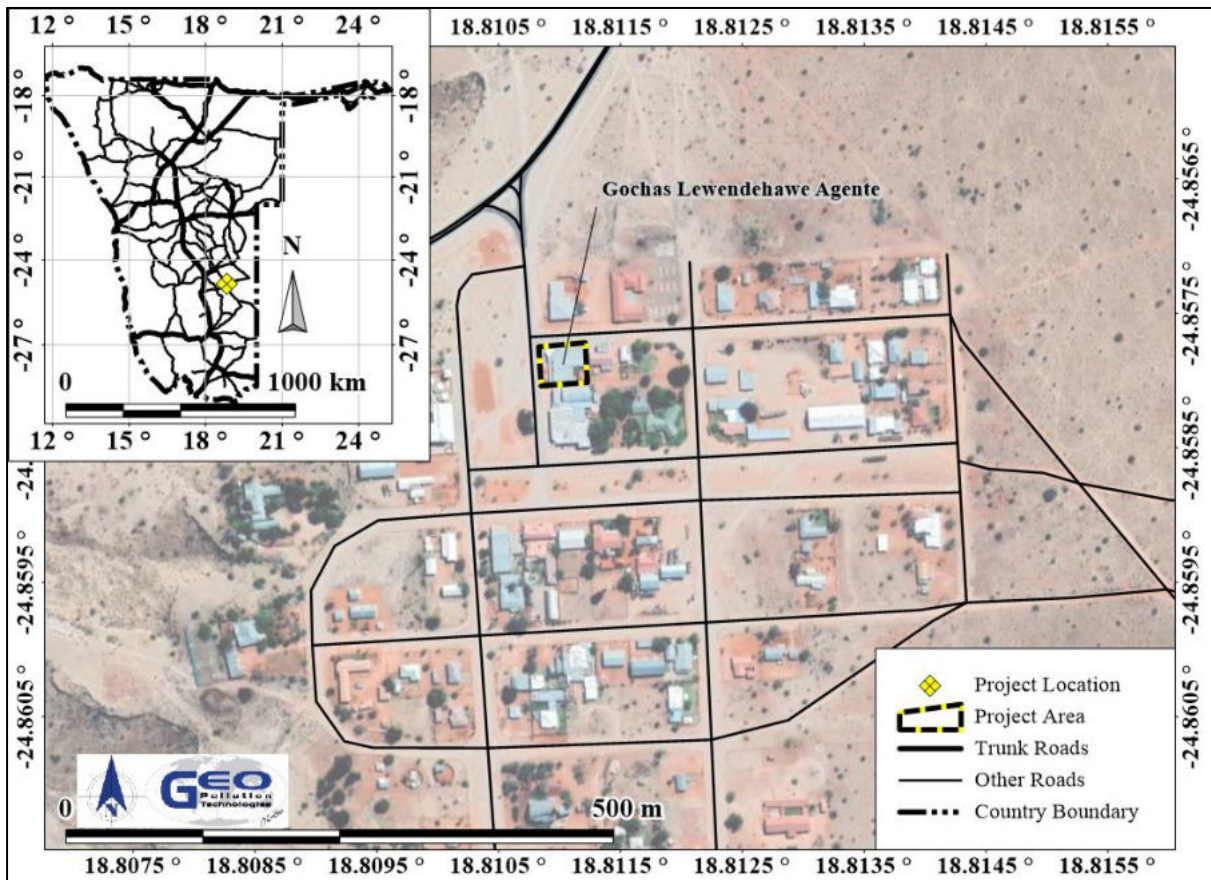 18.8105 ° 18.8115 ° 18.8125 ° 18.8135 ° 18.8145 ° 18.8155 °
12 ° 15 ° 18 ° 21 ° 24 °
-18 °
-21 °
-24 °
-27 °
N
0 1000 km
12 ° 15 ° 18 ° 21 ° 24 °
Gochas Lewendehawe Agente
-24.8565 °
-24.8575 °
-24.8585 °
-24.8595 °
-24.8605 °
-24.
-24.8595 °
-24.8605 °
Project Location
Project Area
Trunk Roads
Other Roads
Country Boundary
GEO
Pollution
Technologies
0 500 m
18.8075 ° 18.8085 ° 18.8095 ° 18.8105 ° 18.8115 ° 18.8125 ° 18.8135 ° 18.8145 ° 18.8155 °